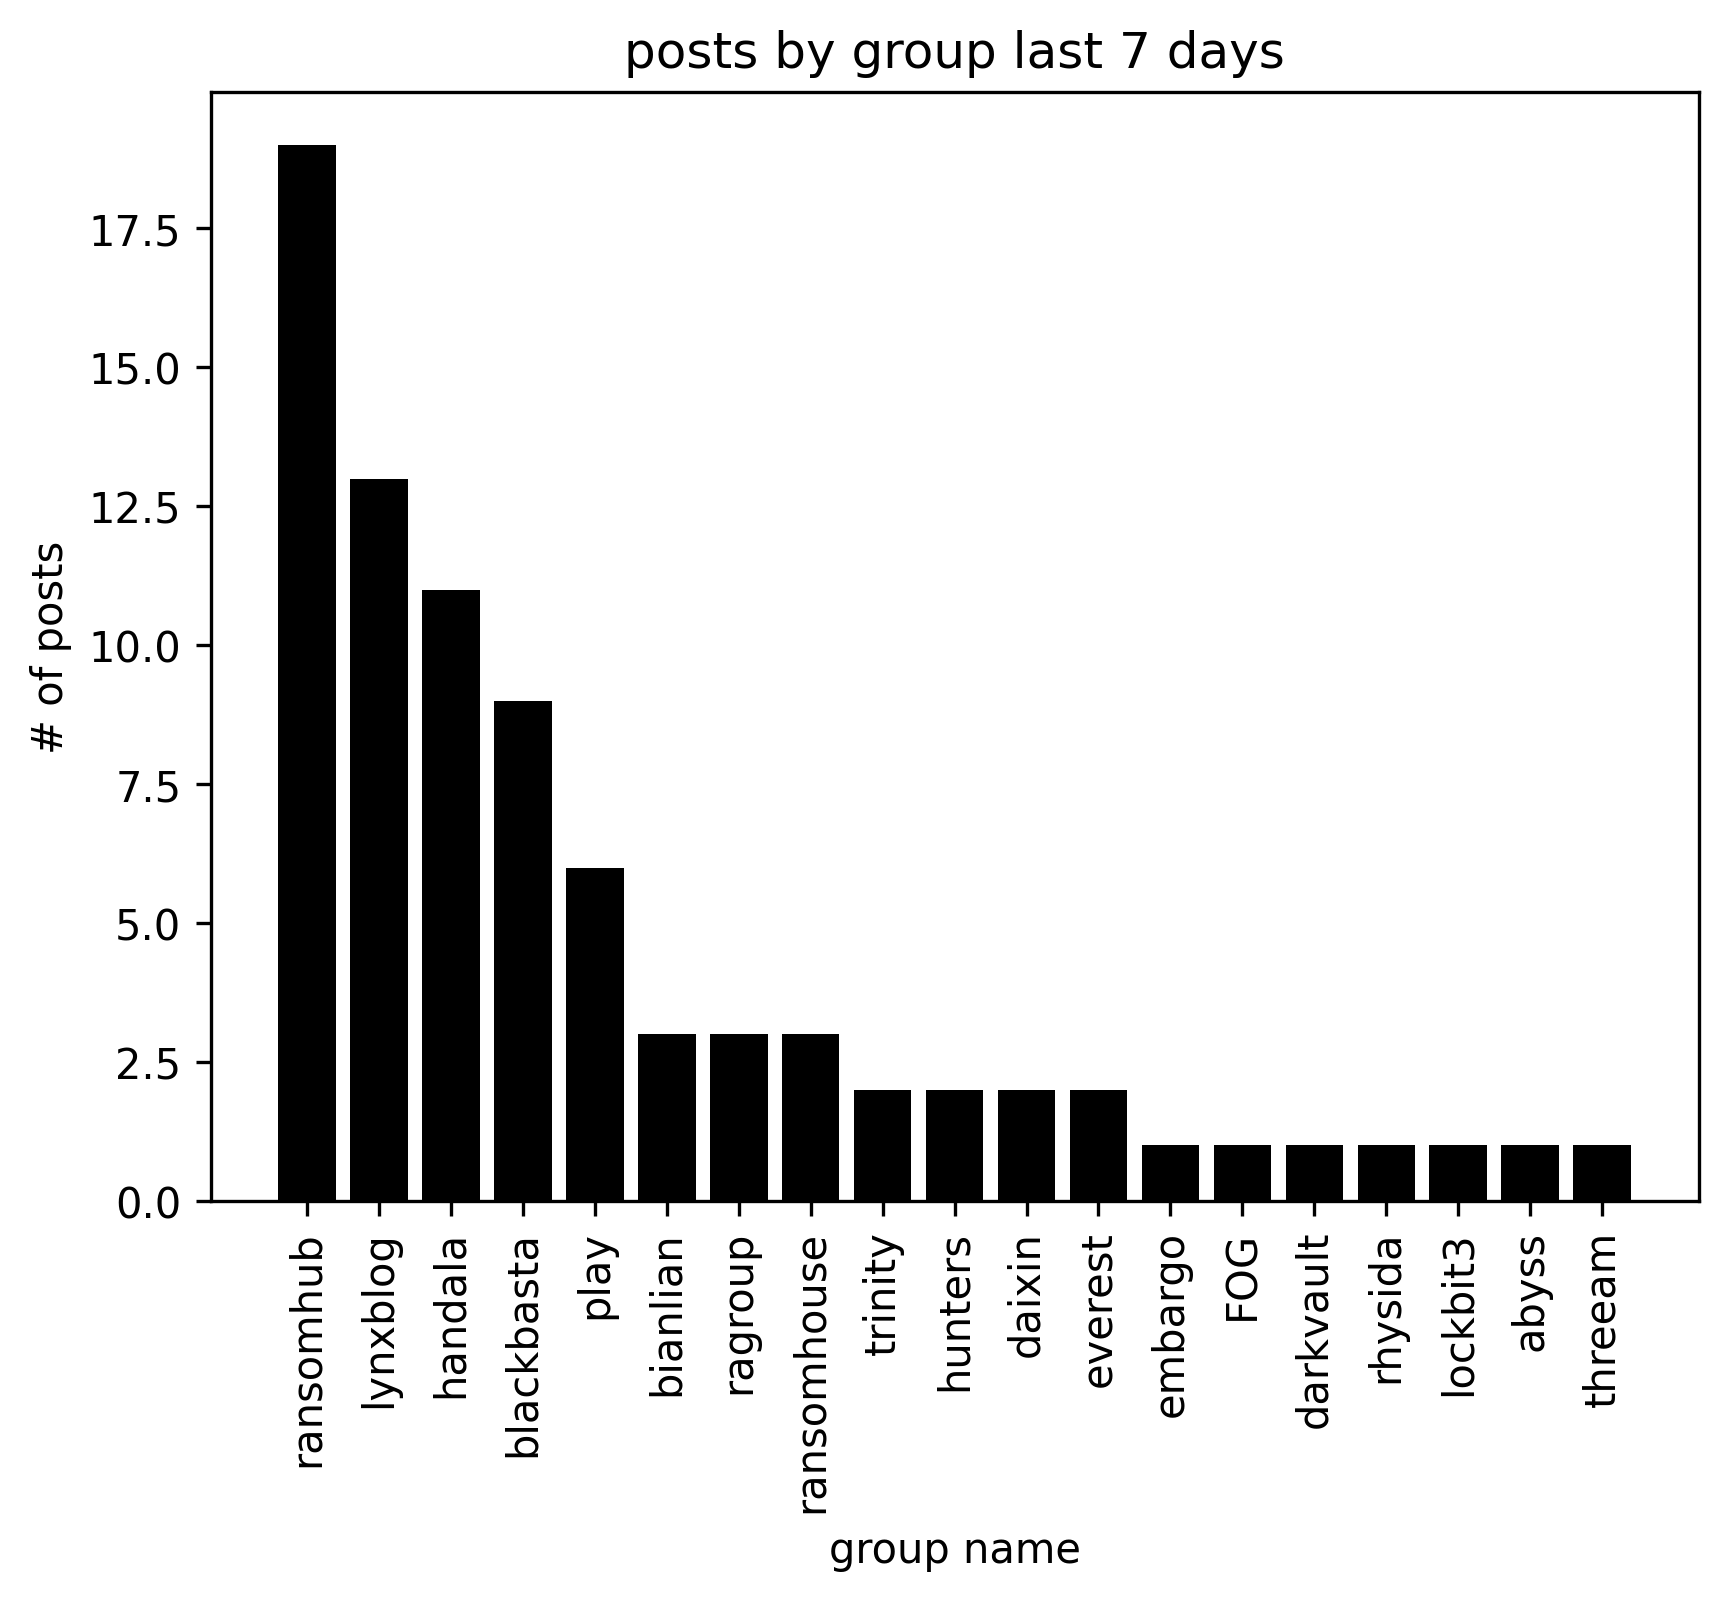 posts by group last 7 days
# of posts
17.5
15.0
12.5
10.0
7.5
5.0
2.5
0.0
ransomhub
lynxblog
handala
blackbasta
play
bianlian
ragroup
ransomhouse
trinity
hunters
daixin
everest
embargo
FOG
darkvault
rhysida
lockbit3
abyss
threeam
group name